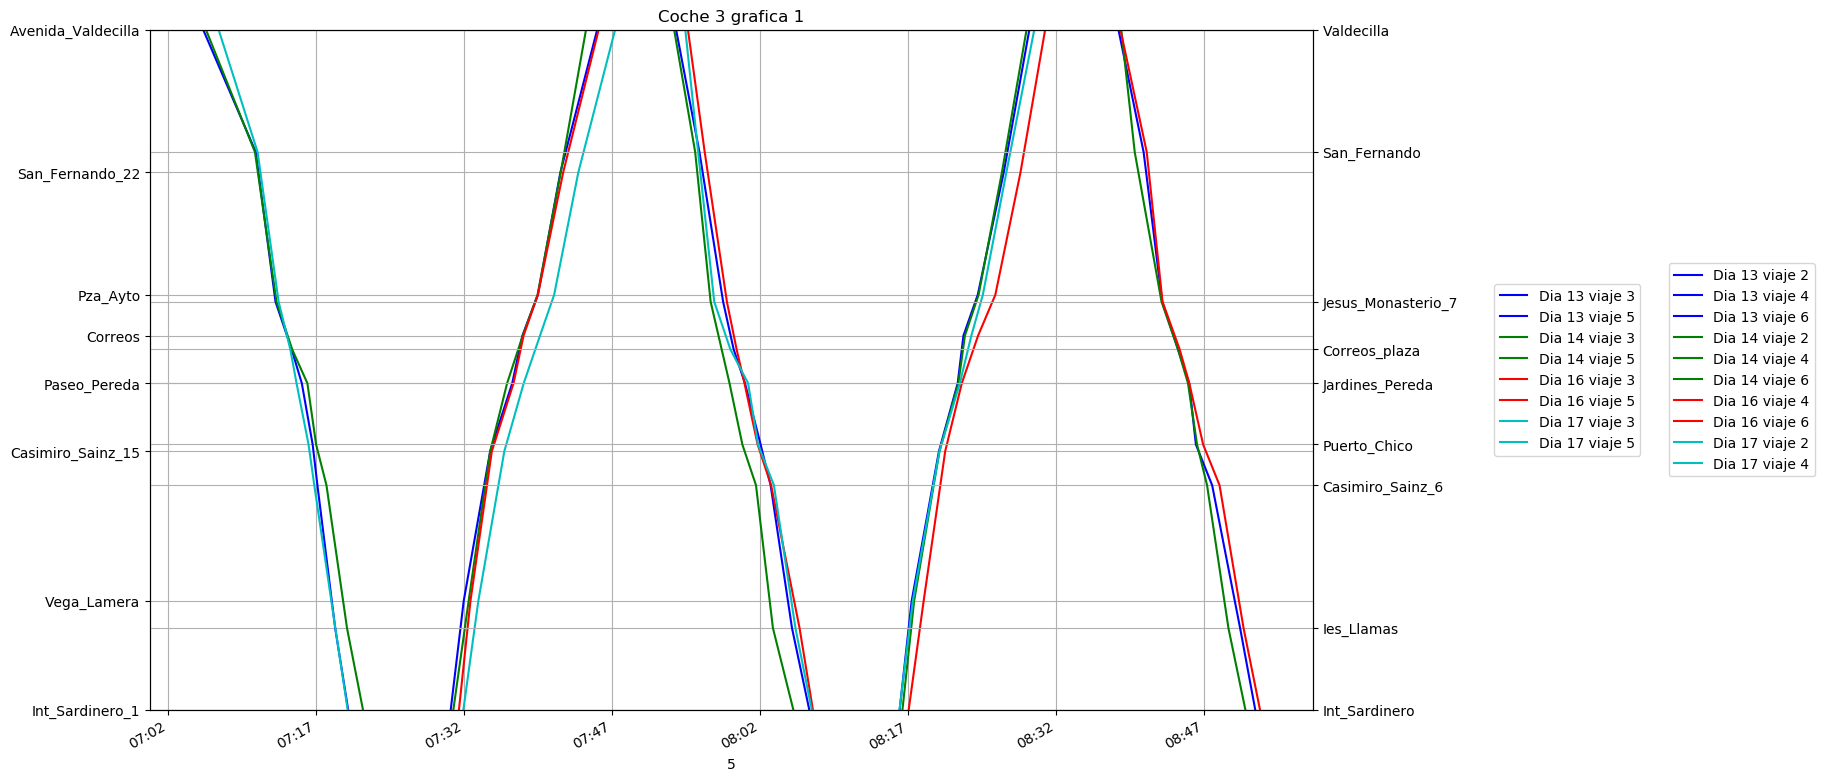 Coche 3 grafica 1
Avenida_Valdecilla
San_Fernando_22
Pza_Ayto
Correos
Paseo_Pereda
Casimiro_Sainz_15
Vega_Lamera
Int_Sardinero_1
Valdecilla
San_Fernando
Jesus_Monasterio_7
Correos_plaza
Jardines_Pereda
Puerto_Chico
Casimiro_Sainz_6
Ies_Llamas
Int_Sardinero
07:02
07:17
07:32
07:47
08:02
08:17
08:32
08:47
5
Dia 13 viaje 3
Dia 13 viaje 5
Dia 14 viaje 3
Dia 14 viaje 5
Dia 16 viaje 3
Dia 16 viaje 5
Dia 17 viaje 3
Dia 17 viaje 5
Dia 13 viaje 2
Dia 13 viaje 4
Dia 13 viaje 6
Dia 14 viaje 2
Dia 14 viaje 4
Dia 14 viaje 6
Dia 16 viaje 4
Dia 16 viaje 6
Dia 17 viaje 2
Dia 17 viaje 4